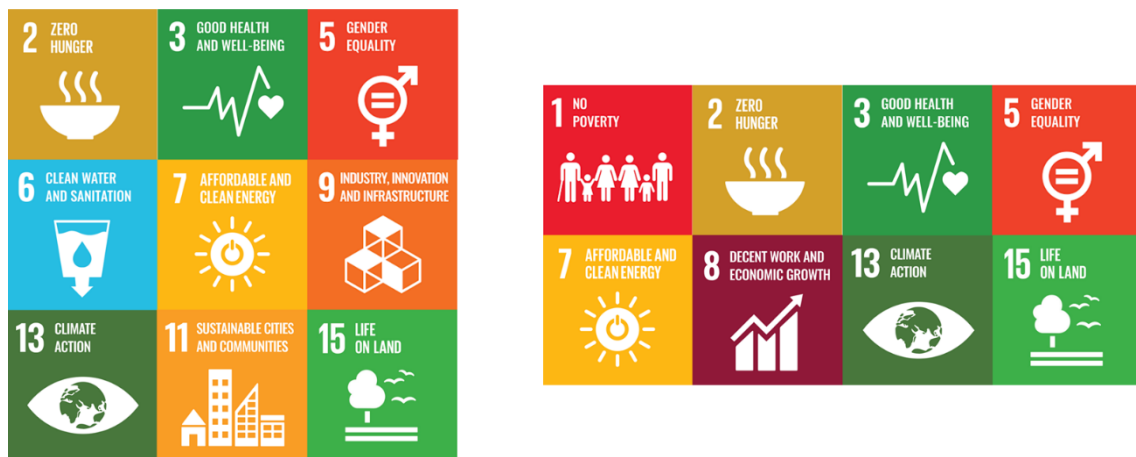 2 ZERO
HUNGER
3 GOOD HEALTH
AND WELL-BEING
5 GENDER
EQUALITY
6 CLEAN WATER
AND SANITATION
7 AFFORDABLE AND
CLEAN ENERGY
9 INDUSTRY, INNOVATION
AND INFRASTRUCTURE
13 CLIMATE
ACTION
11 SUSTAINABLE CITIES
AND COMMUNITIES
15 LIFE
ON LAND
1 NO
POVERTY
2 ZERO
HUNGER
3 GOOD HEALTH
AND WELL-BEING
5 GENDER
EQUALITY
7 AFFORDABLE AND
CLEAN ENERGY
8 DECENT WORK AND
ECONOMIC GROWTH
13 CLIMATE
ACTION
15 LIFE
ON LAND